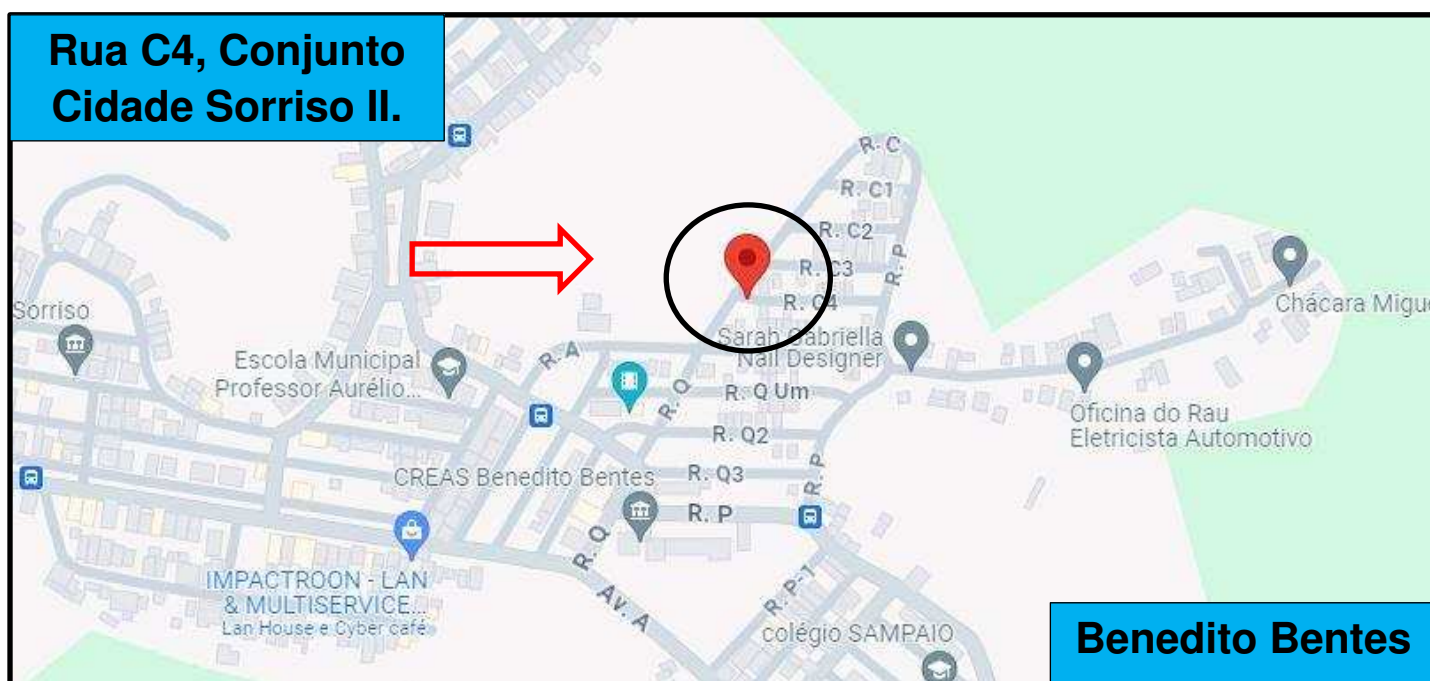 Rua C4, Conjunto
Cidade Sorriso II.
R. C
R. C1
R. C2
R. C3
R. P
R. C4
Sorriso
Chácara Migue
Sarah Gabriella
Nail Designer
Escola Municipal
Professor Aurélio...
R. A
R. Q
R. Q Um
Oficina do Rau
Eletricista Automotivo
R. Q2
CREAS Benedito Bentes
R. Q3
R. P
R. P
R. Q
IMPACTROON - LAN
& MULTISERVICE...
Lan House e Cyber café
Av. A
R. P-1
colégio SAMPAIO
Benedito Bentes